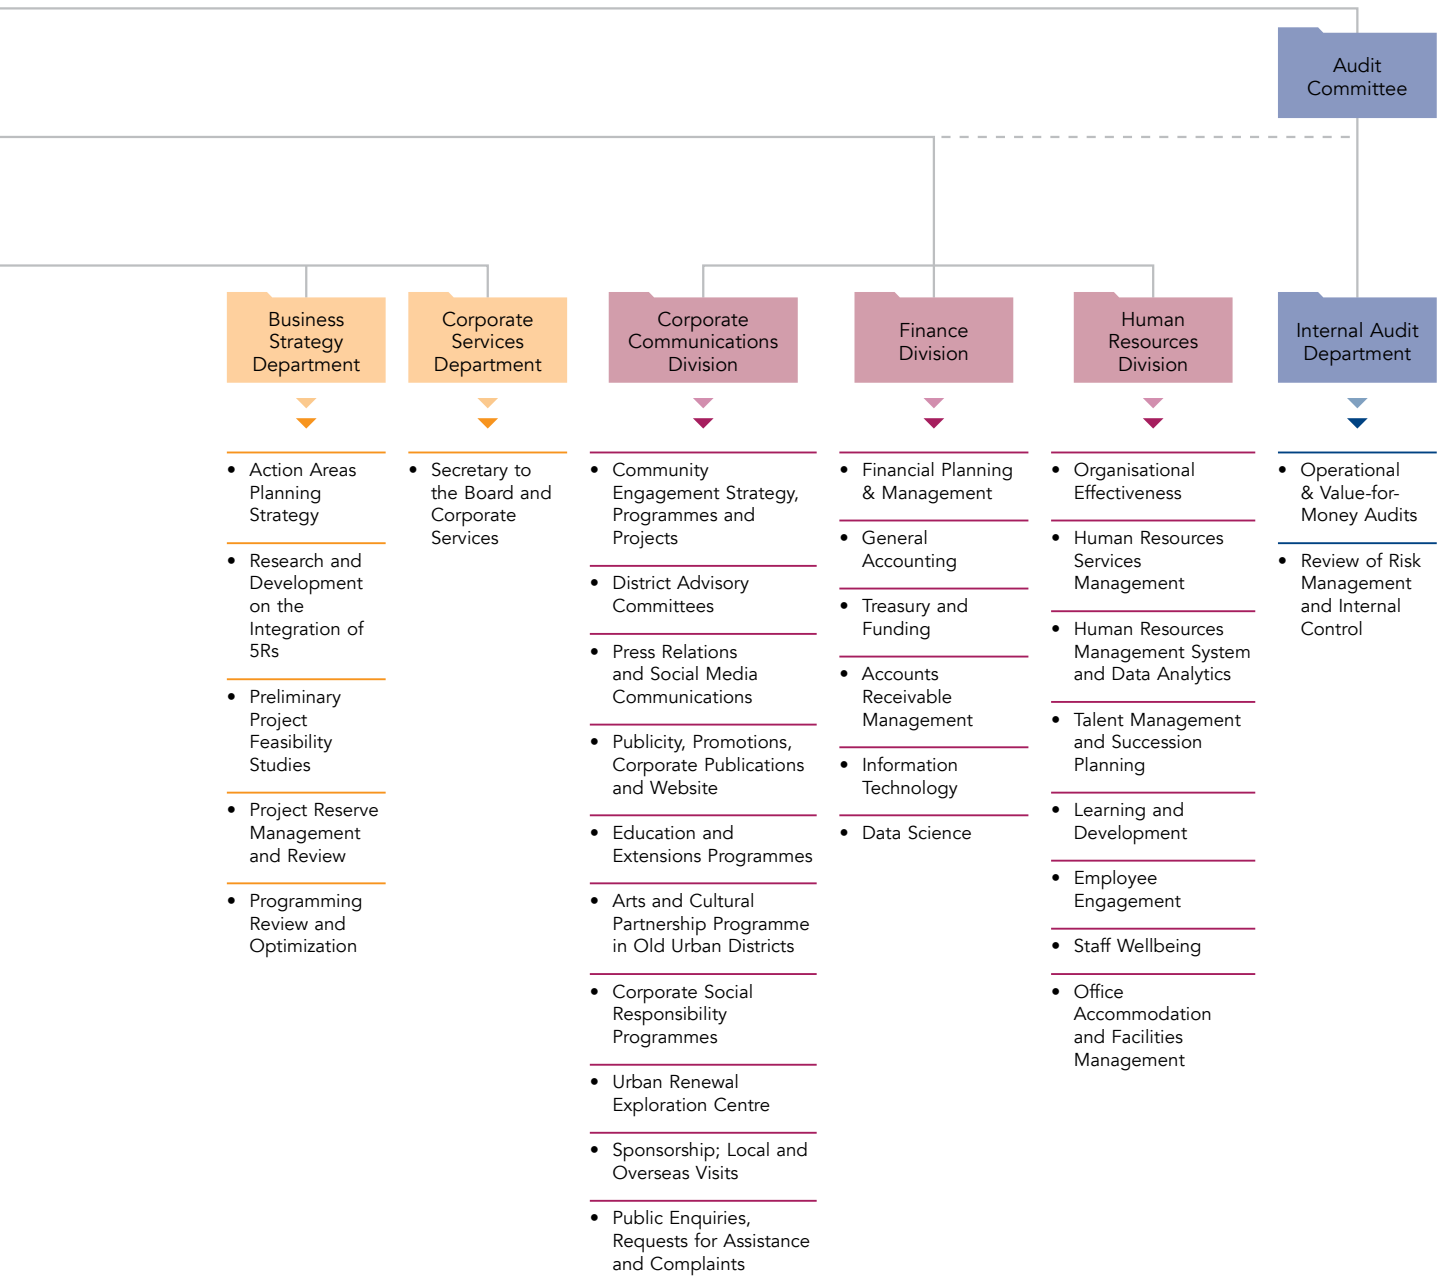 Audit
Committee
Business
Strategy
Department
Corporate
Services
Department
Corporate
Communications
Division
Finance
Division
Human
Resources
Division
Internal Audit
Department
• Action Areas
Planning
Strategy
• Research and
Development
on the
Integration of
5Rs
• Preliminary
Project
Feasibility
Studies
• Project Reserve
Management
and Review
• Programming
Review and
Optimization
• Secretary to
the Board and
Corporate
Services
• Community
Engagement Strategy,
Programmes and
Projects
• District Advisory
Committees
• Press Relations
and Social Media
Communications
• Publicity, Promotions,
Corporate Publications
and Website
• Education and
Extensions Programmes
• Arts and Cultural
Partnership Programme
in Old Urban Districts
• Corporate Social
Responsibility
Programmes
• Urban Renewal
Exploration Centre
• Sponsorship; Local and
Overseas Visits
• Public Enquiries,
Requests for Assistance
and Complaints
• Financial Planning
& Management
• General
Accounting
• Treasury and
Funding
• Accounts
Receivable
Management
• Information
Technology
• Data Science
• Organisational
Effectiveness
• Human Resources
Services
Management
• Human Resources
Management System
and Data Analytics
• Talent Management
and Succession
Planning
• Learning and
Development
• Employee
Engagement
• Staff Wellbeing
• Office
Accommodation
and Facilities
Management
• Operational
& Value-for-
Money Audits
• Review of Risk
Management
and Internal
Control